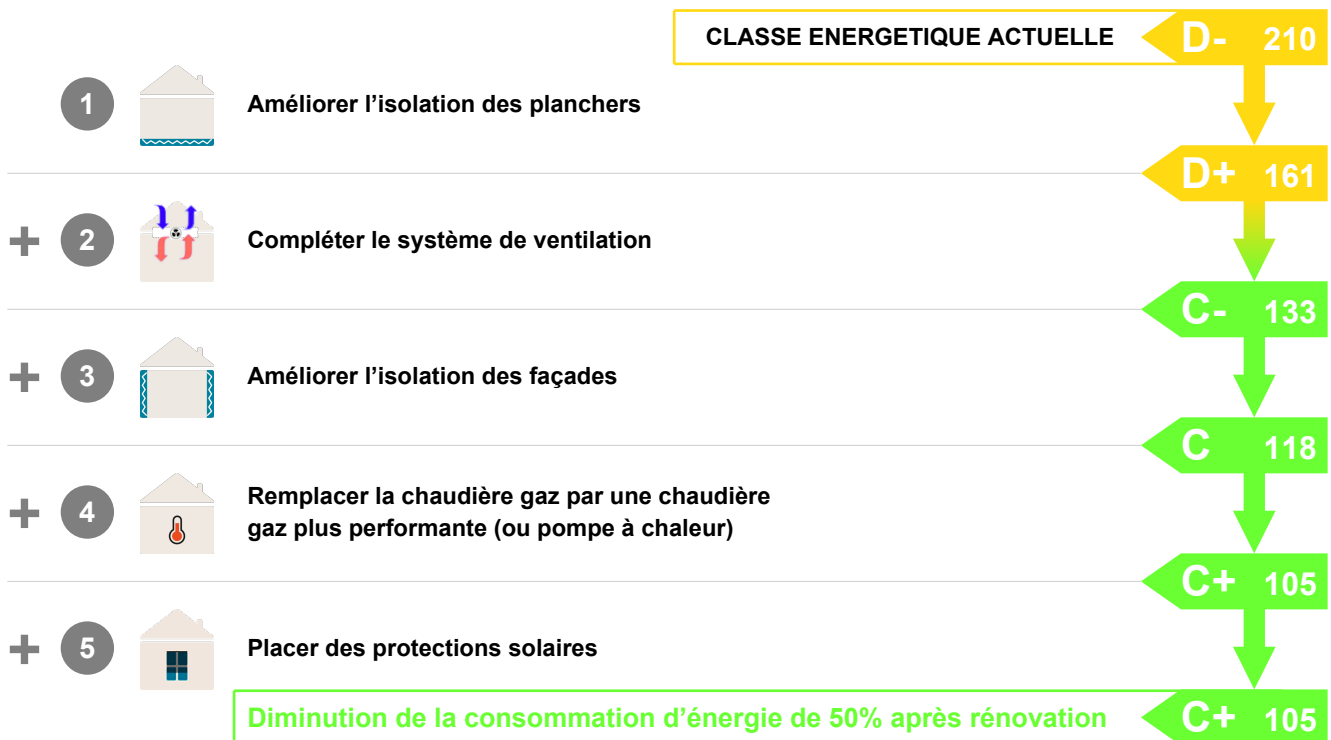 CLASSE ENERGETIQUE ACTUELLE D- 210
1 Améliorer l’isolation des planchers
D+ 161
+ 2 Compléter le système de ventilation
C- 133
+ 3 Améliorer l’isolation des façades
C 118
+ 4 Remplacer la chaudière gaz par une chaudière
gaz plus performante (ou pompe à chaleur)
C+ 105
+ 5 Placer des protections solaires
Diminution de la consommation d’énergie de 50% après rénovation C+ 105